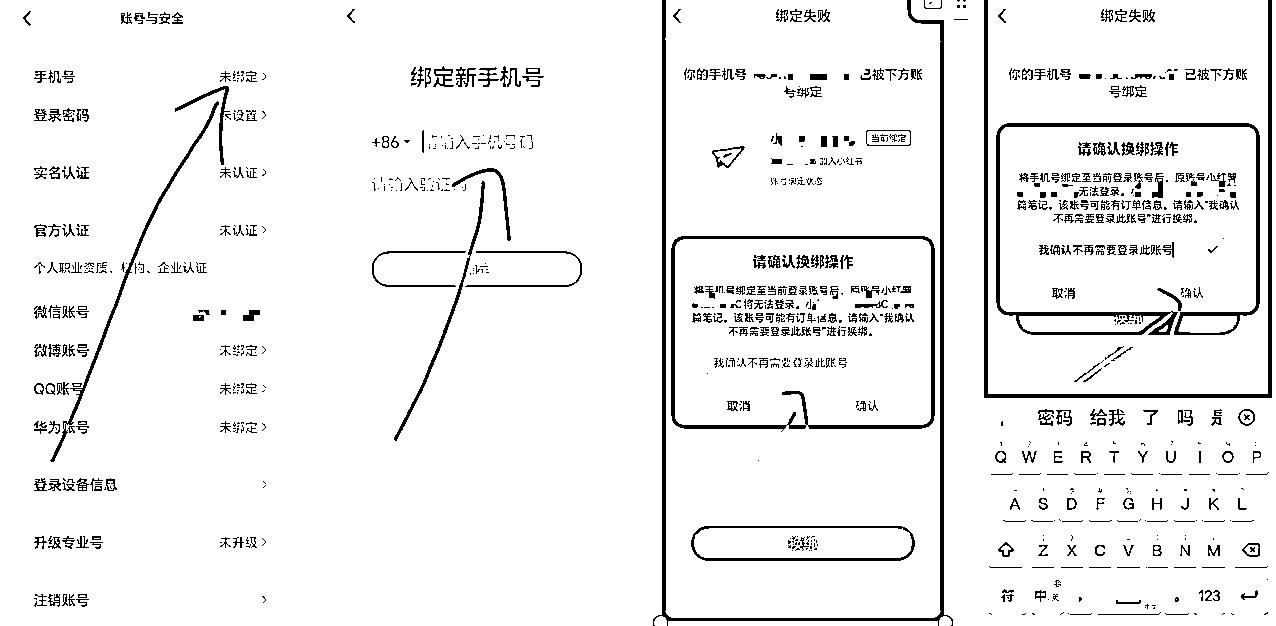 账号与安全
手机号 未绑定
登录密码 未设置
实名认证 未认证
官方认证 未认证
个人职业资质、机构、企业认证
微信账号
微博账号 未绑定
QQ账号 未绑定
华为账号 未绑定
登录设备信息
升级专业号 未升级
注销账号
绑定新手机号
+86 请输入手机号码
请输入验证码
绑定失败
你的手机号 已被下方账
号绑定
当前绑定
加入小红书
请确认换绑操作
将手机号绑定至当前登录账号后，原账号小红薯
C将无法登录。小
篇笔记。该账号可能有订单信息。请输入“我确认
不再需要登录此账号”进行换绑。
我确认不再需要登录此账号
取消 确认
换绑
绑定失败
你的手机号 已被下方账
号绑定
请确认换绑操作
将手机号绑定至当前登录账号后，原账号小红薯
无法登录。
篇笔记。该账号可能有订单信息。请输入“我确认
不再需要登录此账号”进行换绑。
我确认不再需要登录此账号
取消 确认
换绑
密码 给我 了 吗 是
Q W E R T Y U I O P
A S D F G H J K L
Z X C V B N M
符 中 英 ， 。 123